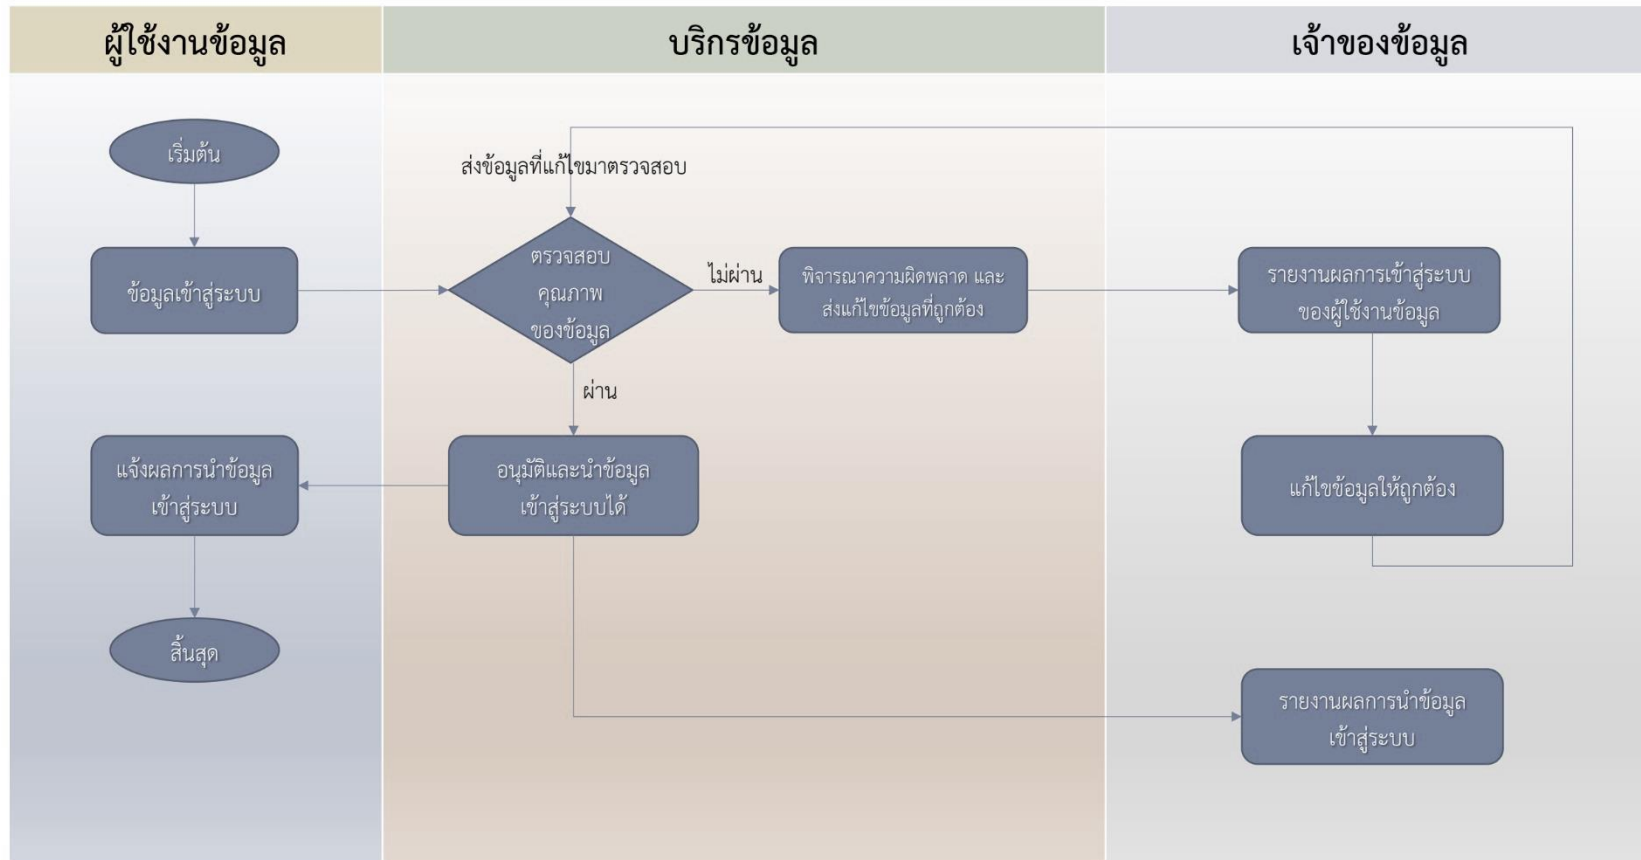 ผู้ใช้งานข้อมูล
บริกรข้อมูล
เจ้าของข้อมูล
เริ่มต้น
ส่งข้อมูลที่แก้ไขมาตรวจสอบ
ข้อมูลเข้าสู่ระบบ
ตรวจสอบ
คุณภาพ
ของข้อมูล
ไม่ผ่าน
พิจารณาความผิดพลาด และ
ส่งแก้ไขข้อมูลที่ถูกต้อง
รายงานผลการเข้าสู่ระบบ
ของผู้ใช้งานข้อมูล
ผ่าน
แจ้งผลการนำข้อมูล
เข้าสู่ระบบ
อนุมัติและนำข้อมูล
เข้าสู่ระบบได้
แก้ไขข้อมูลให้ถูกต้อง
สิ้นสุด
รายงานผลการนำข้อมูล
เข้าสู่ระบบ